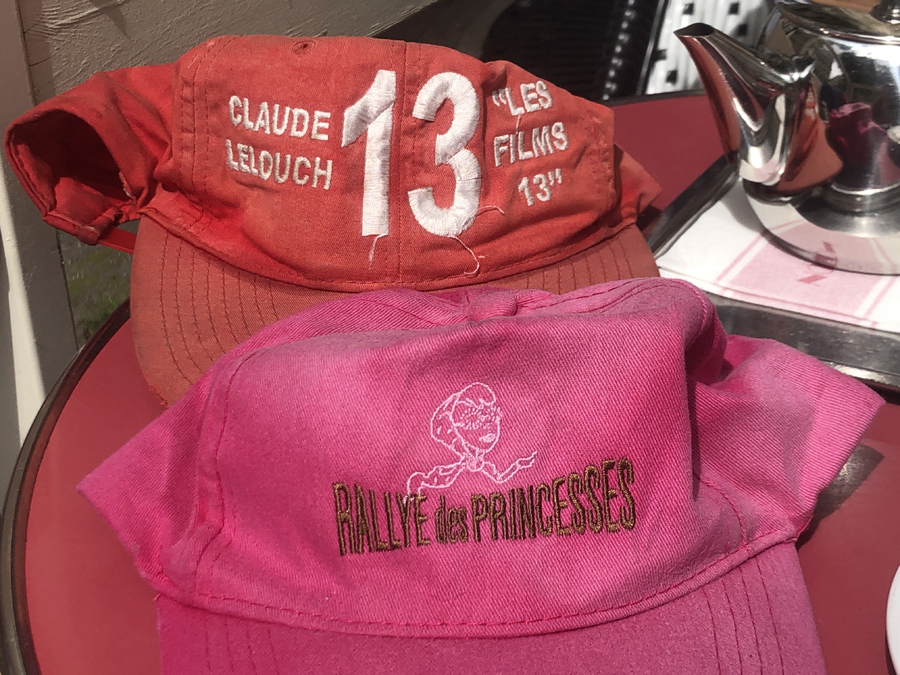 CLAUDE
LELOUCH
13
"LES
FILMS
13"
RALLYE des PRINCESSES